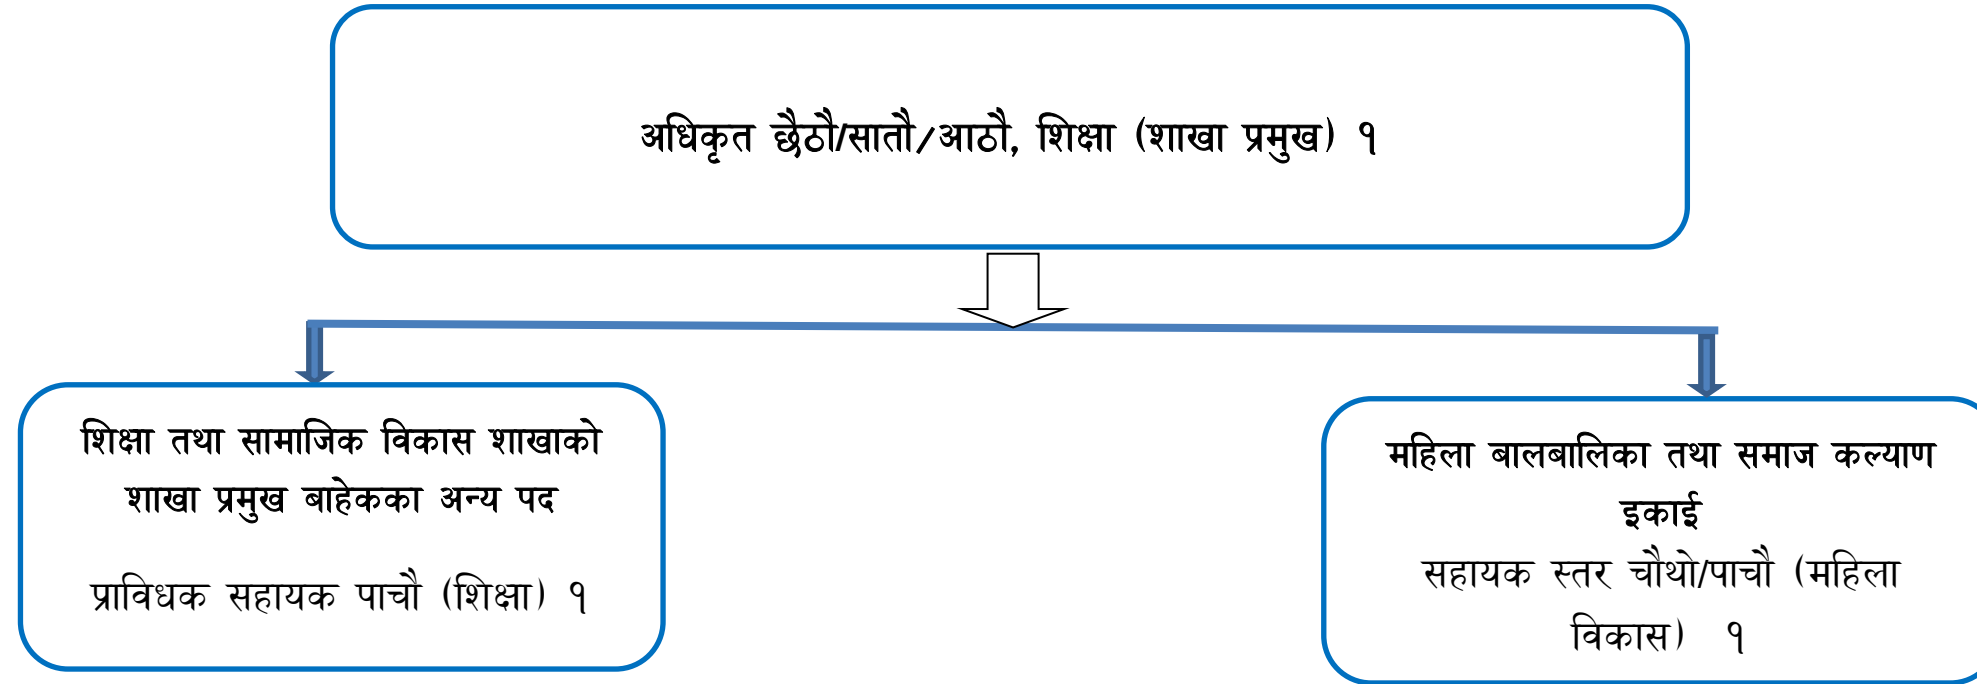 अधिकृत छैठौ/सातौ/आठौ, शिक्षा (शाखा प्रमुख) १
शिक्षा तथा सामाजिक विकास शाखाको
शाखा प्रमुख बाहेकका अन्य पद
प्राविधक सहायक पाचौ (शिक्षा) १
महिला बालबालिका तथा समाज कल्याण
इकाई
सहायक स्तर चौथो/पाचौ (महिला
विकास) १